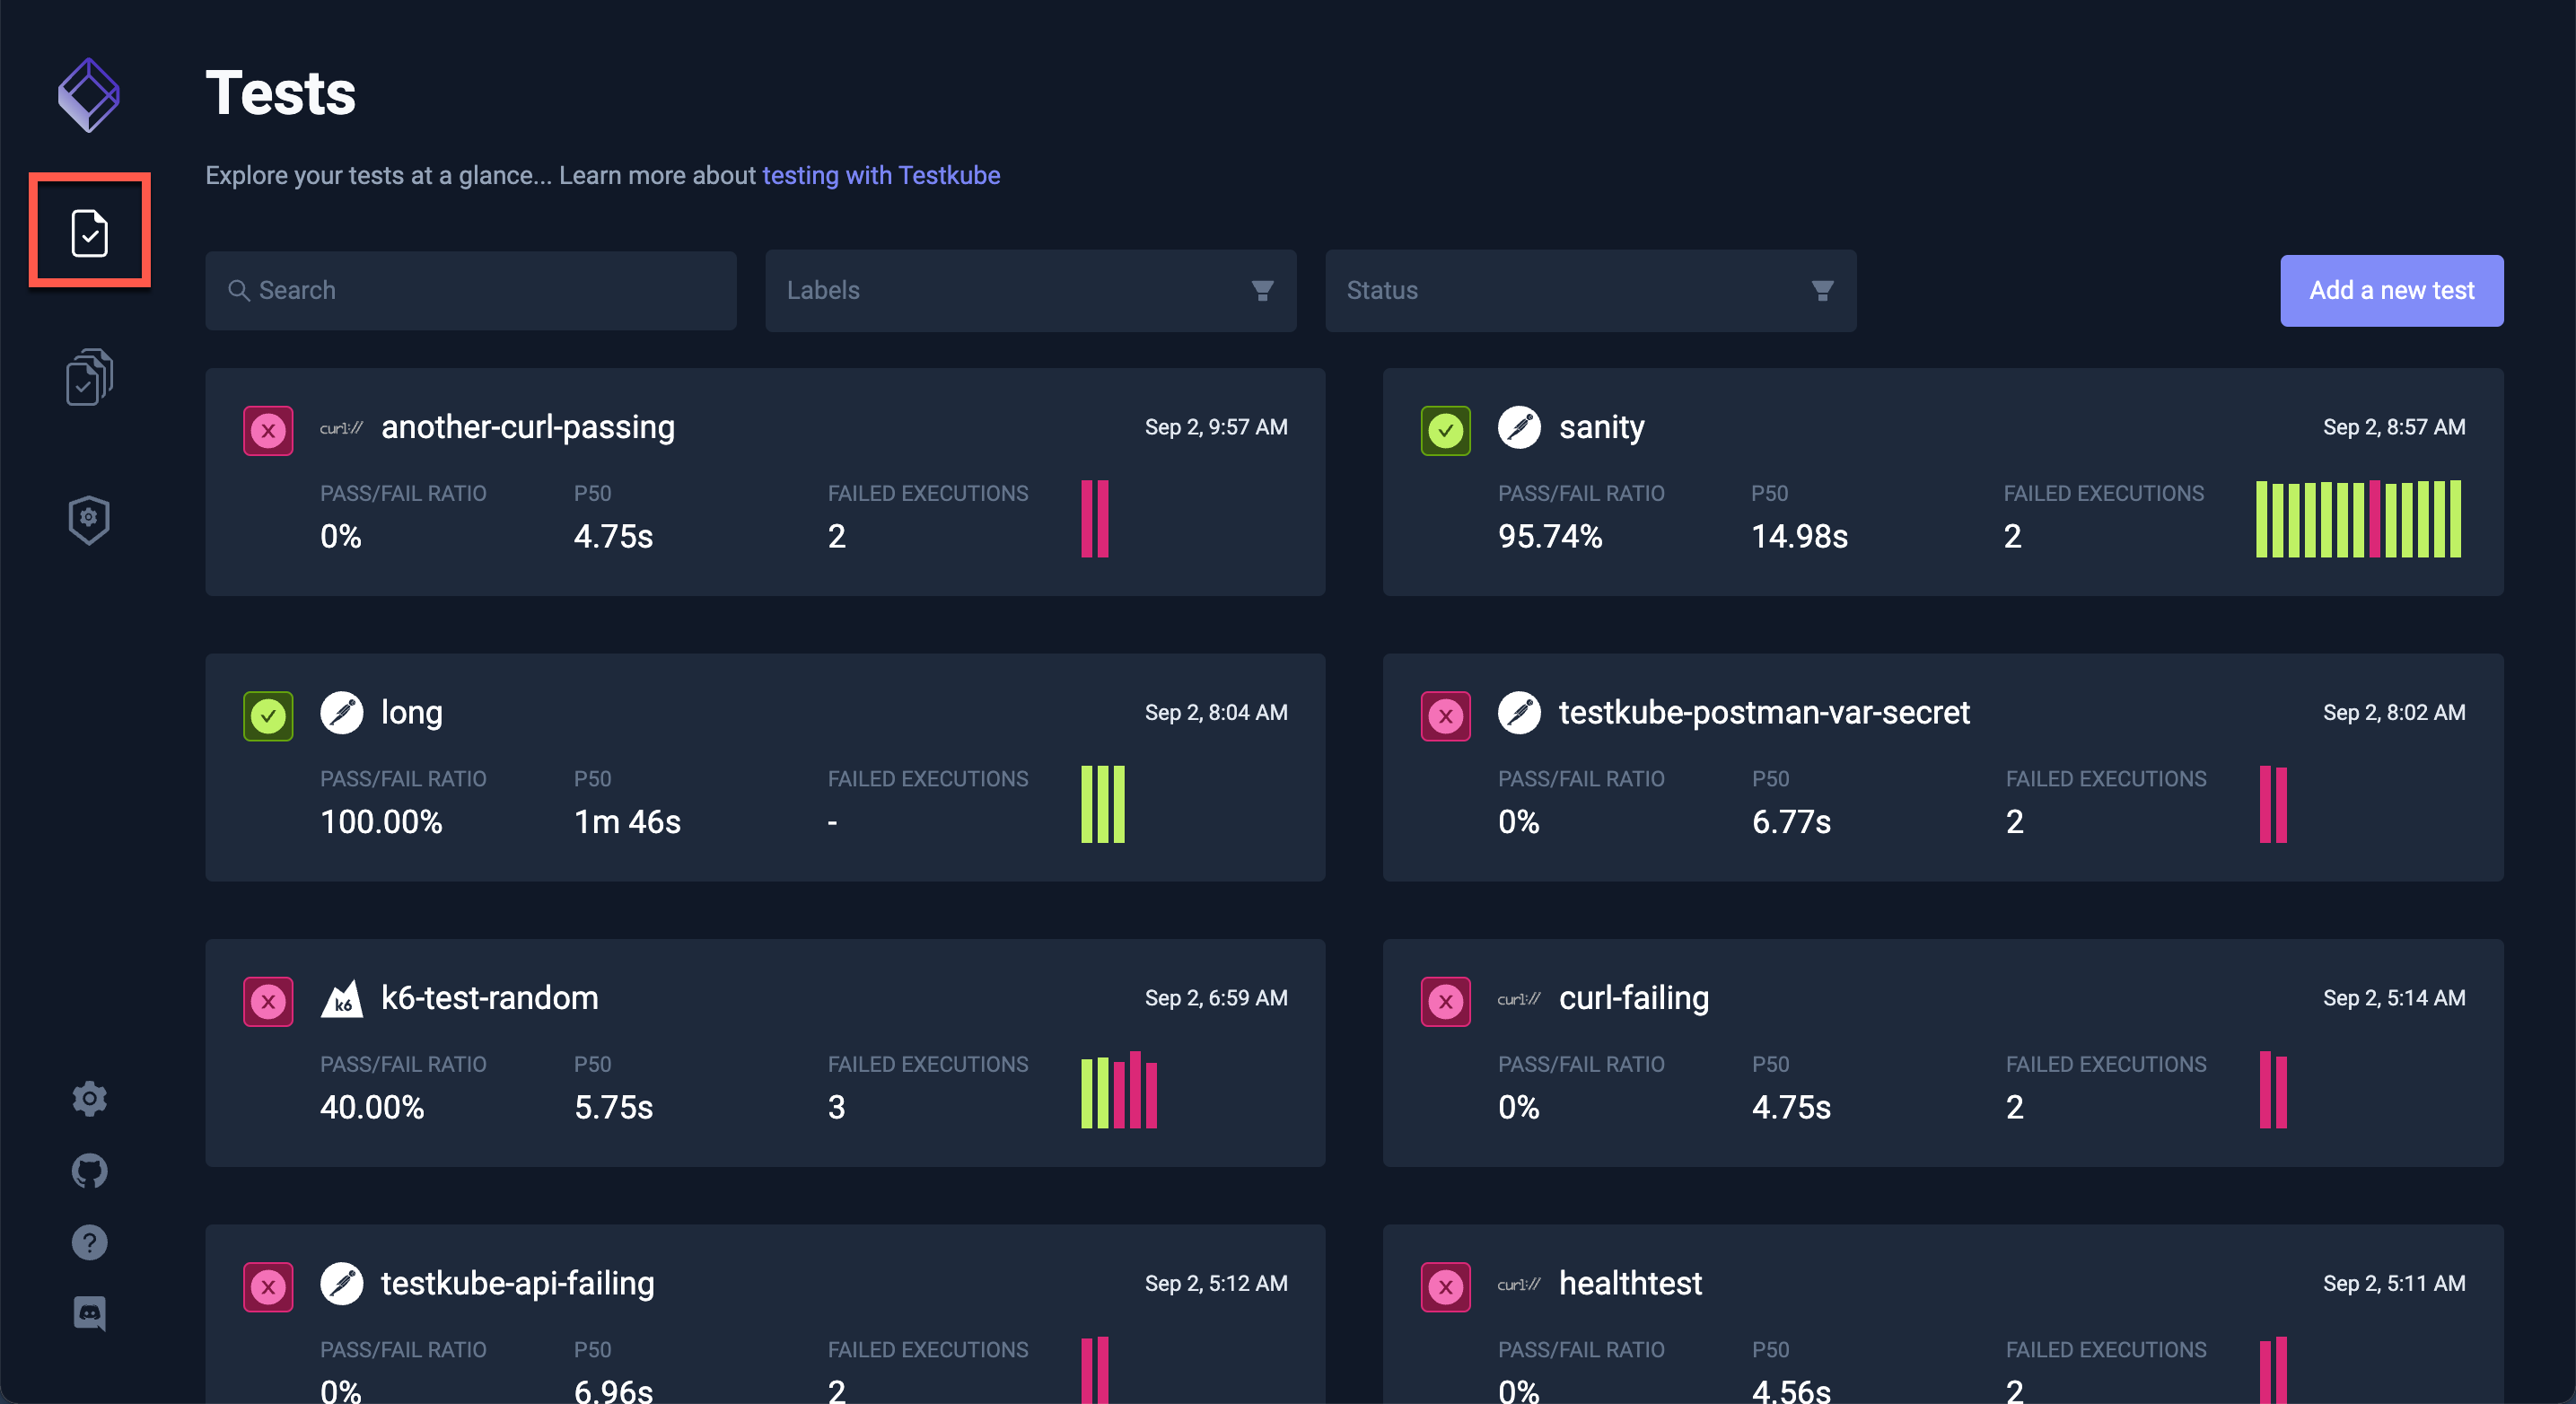 Tests
Explore your tests at a glance... Learn more about testing with Testkube
Search
Labels
Status
Add a new test
curl:// another-curl-passing Sep 2, 9:57 AM
PASS/FAIL RATIO P50 FAILED EXECUTIONS
0% 4.75s 2
sanity Sep 2, 8:57 AM
PASS/FAIL RATIO P50 FAILED EXECUTIONS
95.74% 14.98s 2
long Sep 2, 8:04 AM
PASS/FAIL RATIO P50 FAILED EXECUTIONS
100.00% 1m 46s -
testkube-postman-var-secret Sep 2, 8:02 AM
PASS/FAIL RATIO P50 FAILED EXECUTIONS
0% 6.77s 2
k6 k6-test-random Sep 2, 6:59 AM
PASS/FAIL RATIO P50 FAILED EXECUTIONS
40.00% 5.75s 3
curl:// curl-failing Sep 2, 5:14 AM
PASS/FAIL RATIO P50 FAILED EXECUTIONS
0% 4.75s 2
testkube-api-failing Sep 2, 5:12 AM
PASS/FAIL RATIO P50 FAILED EXECUTIONS
0% 6.96s 2
curl:// healthtest Sep 2, 5:11 AM
PASS/FAIL RATIO P50 FAILED EXECUTIONS
0% 4.56s 2